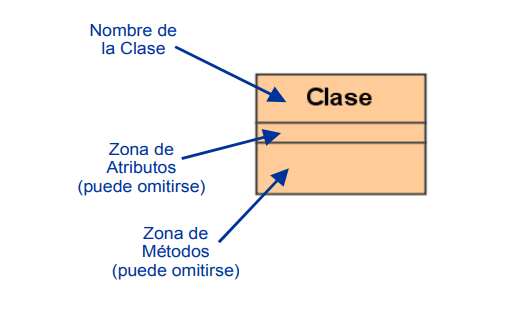 Nombre de
la Clase
Clase
Zona de
Atributos
(puede omitirse)
Zona de
Métodos
(puede omitirse)